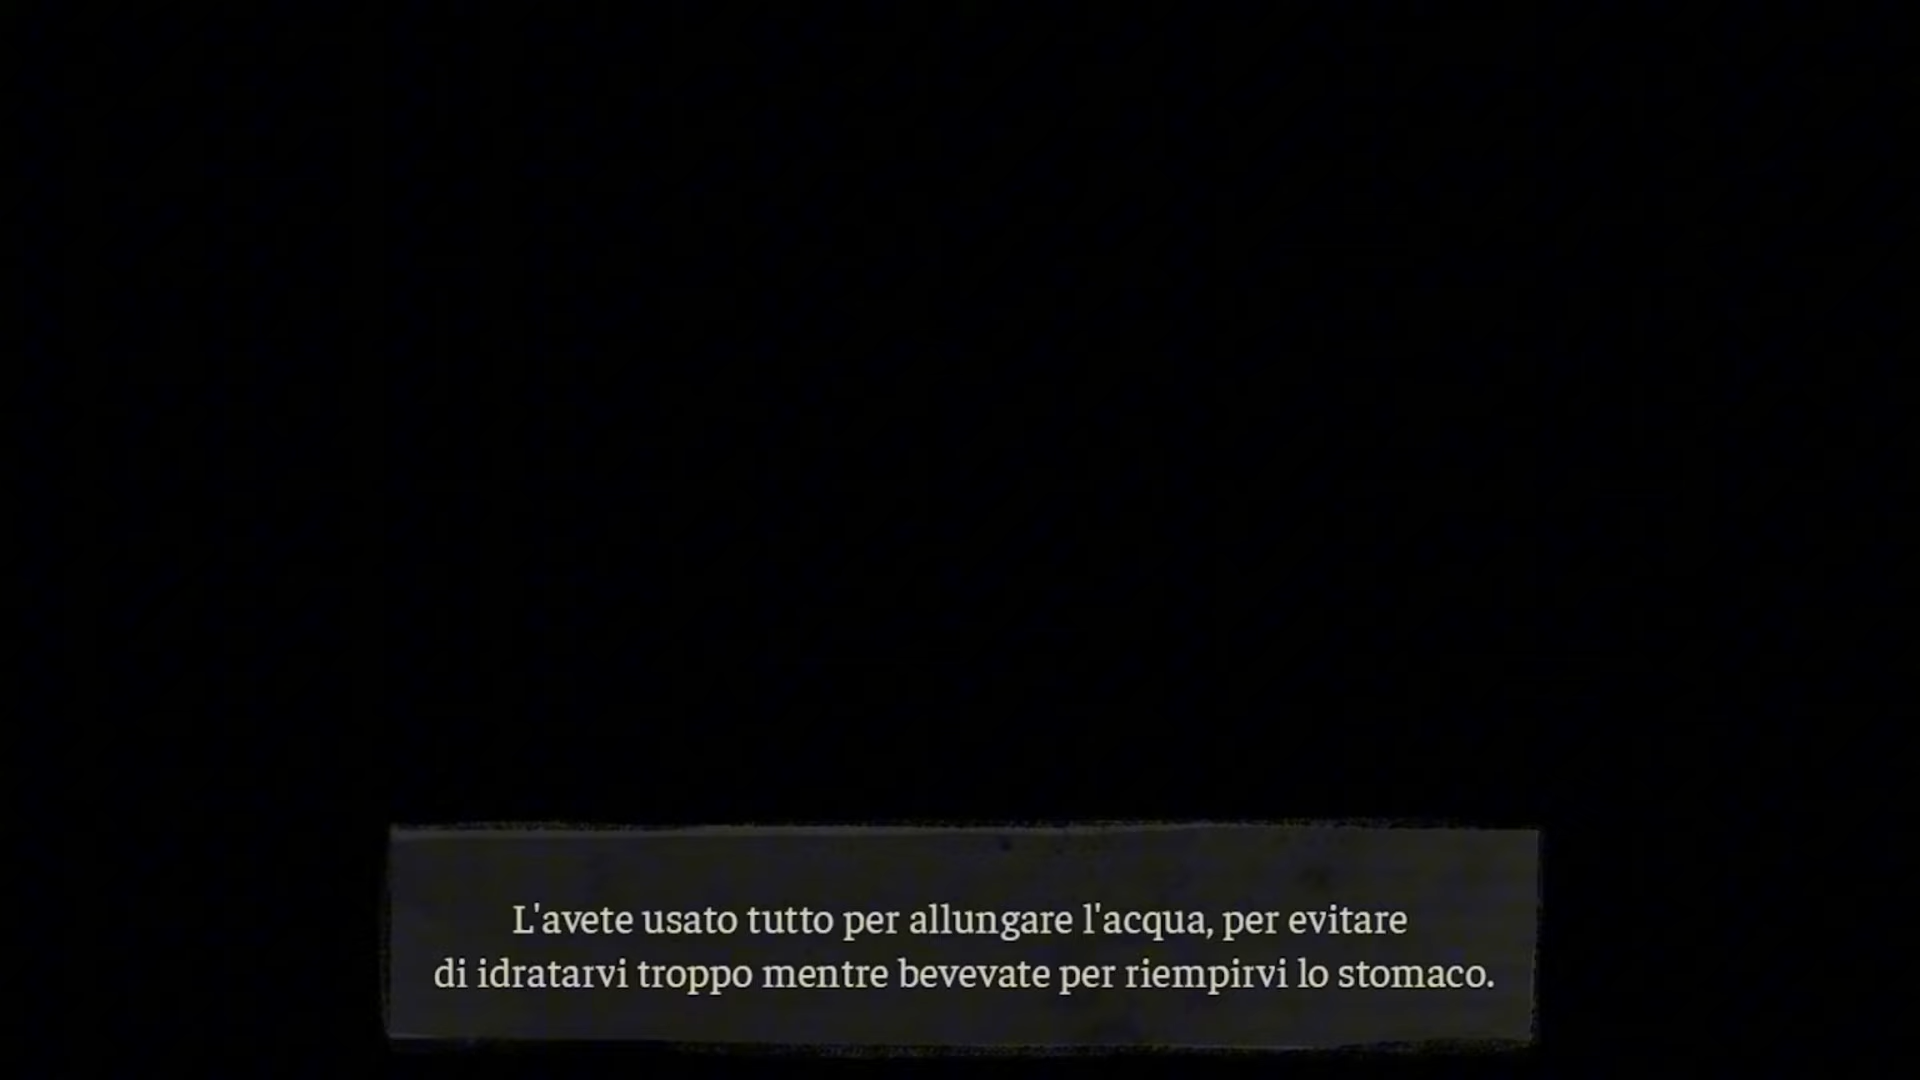 L'avete usato tutto per allungare l'acqua, per evitare
di idratarvi troppo mentre bevevate per riempirvi lo stomaco.